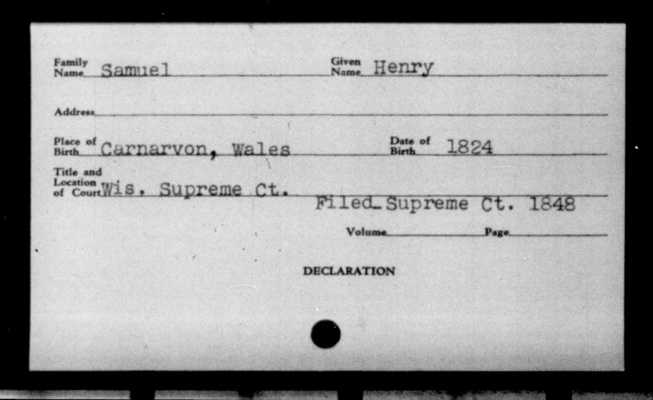 Family Name Samuel Given Name Henry
Address
Place of Birth Carnarvon, Wales Date of Birth 1824
Title and Location of Court Wis. Supreme Ct.
Filed Supreme Ct. 1848
Volume Page
DECLARATION